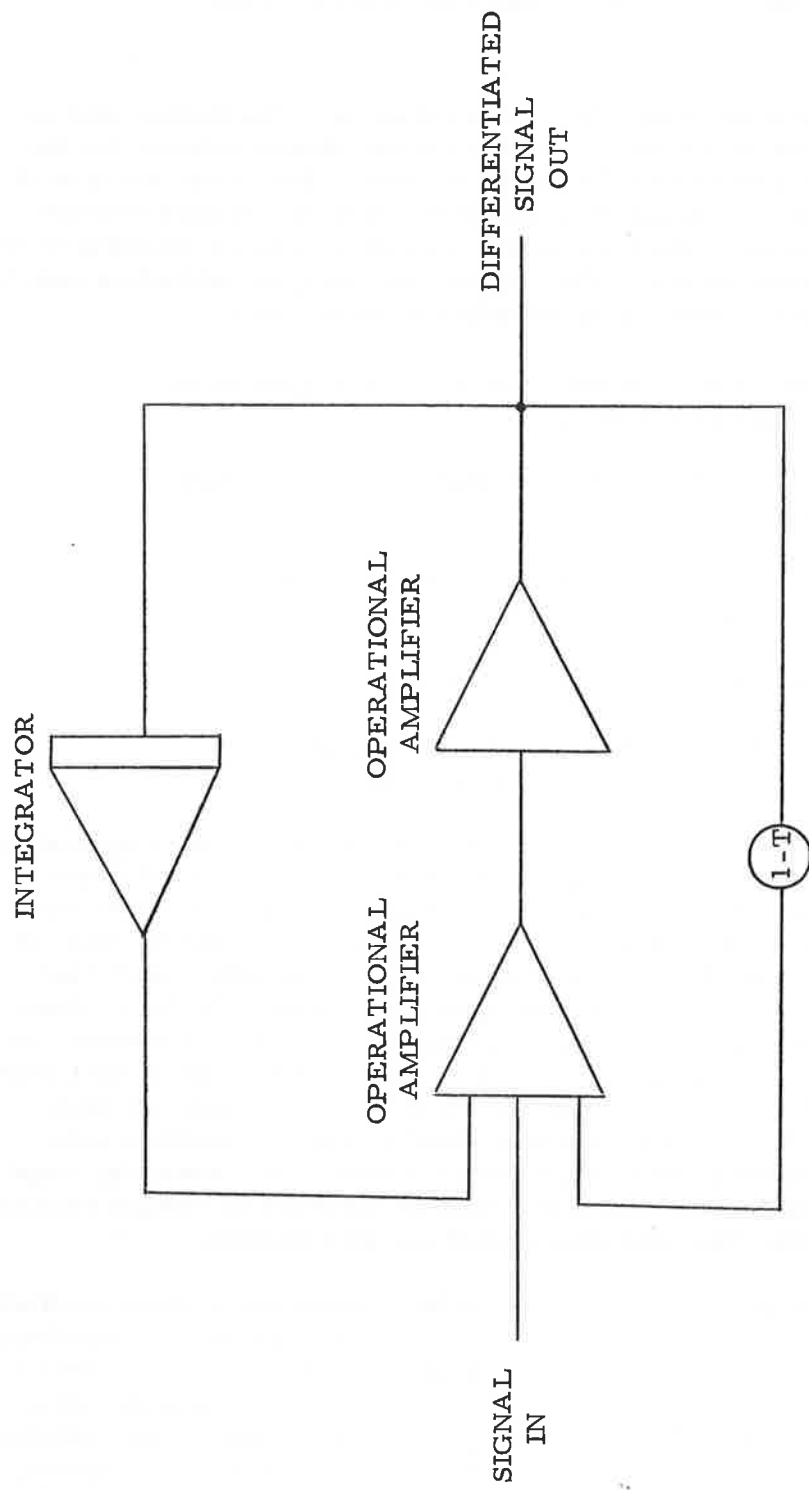 INTEGRATOR
OPERATIONAL
AMPLIFIER
OPERATIONAL
AMPLIFIER
SIGNAL
IN
1-T
DIFFERENTIATED
SIGNAL
OUT